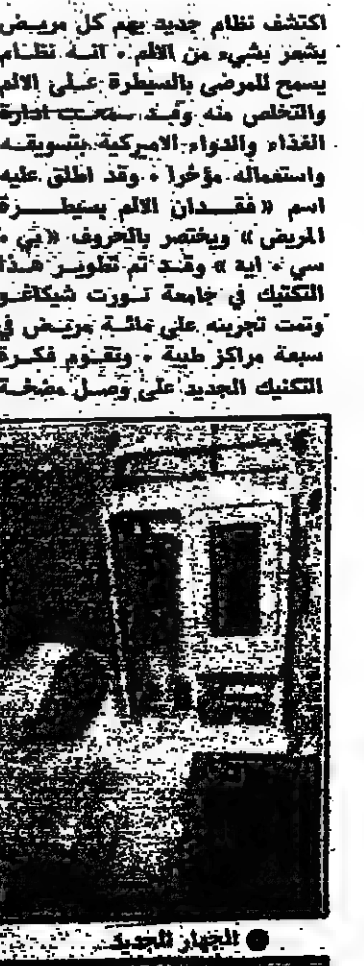 اكتشف نظام جديد يهم كل مريض
يشعر بشيء من الالم . انه نظام
يسمح للمرضى بالسيطرة على الالم
والتخلص منه وقد سمحت ادارة
الغذاء والدواء الاميركية بتسويقه
واستعماله مؤخرا . وقد اطلق عليه
اسم « فقدان الالم بسيطرة
المريض » ويختصر بالحروف « بي .
سي . ايه » وقد تم تطوير هذا
التكتيك في جامعة نورت شيكاغو
وتمت تجربته على مائة مريض في
سبعة مراكز طبية . وتقوم فكرة
التكنيك الجديد على وصل مضخة
● الجهاز الجديد